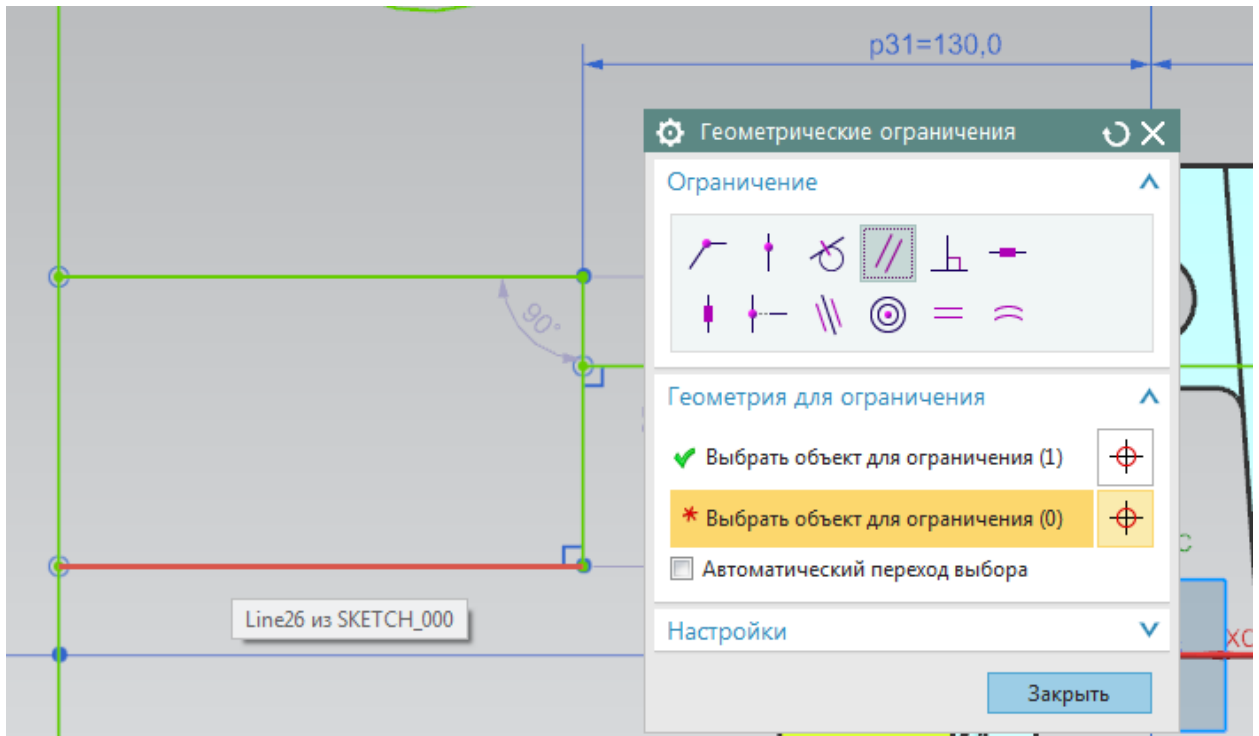 p31=130,0
Геометрические ограничения
Ограничение
90°
Геометрия для ограничения
Выбрать объект для ограничения (1)
Выбрать объект для ограничения (0)
Автоматический переход выбора
Line26 из SKETCH_000
Настройки
XC
Закрыть